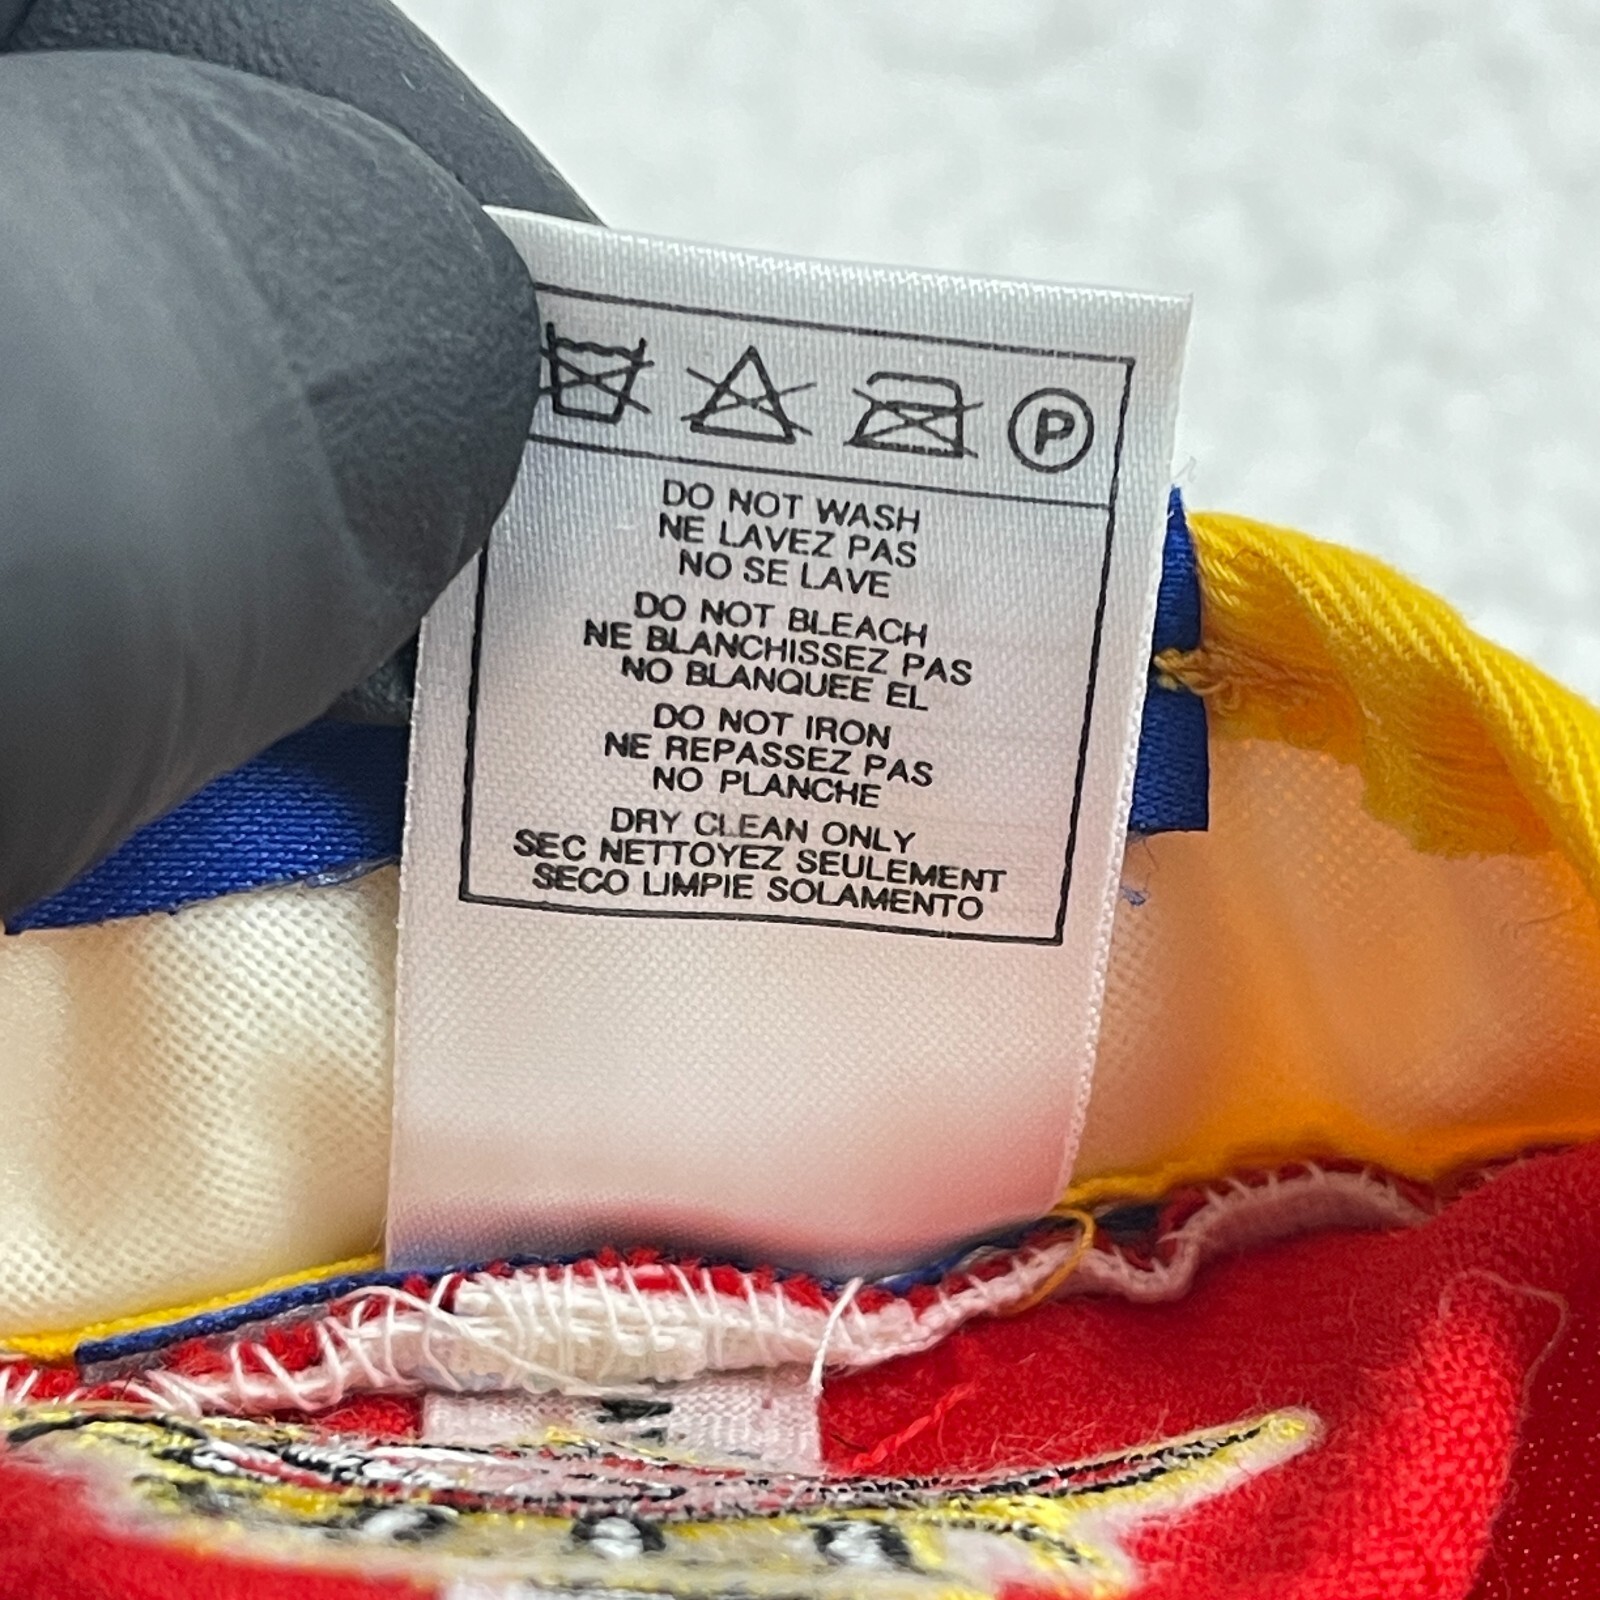 P
DO NOT WASH
NE LAVEZ PAS
NO SE LAVE
DO NOT BLEACH
NE BLANCHISSEZ PAS
NO BLANQUEE EL
DO NOT IRON
NE REPASSEZ PAS
NO PLANCHE
DRY CLEAN ONLY
SEC NETTOYEZ SEULEMENT
SECO LIMPIE SOLAMENTO